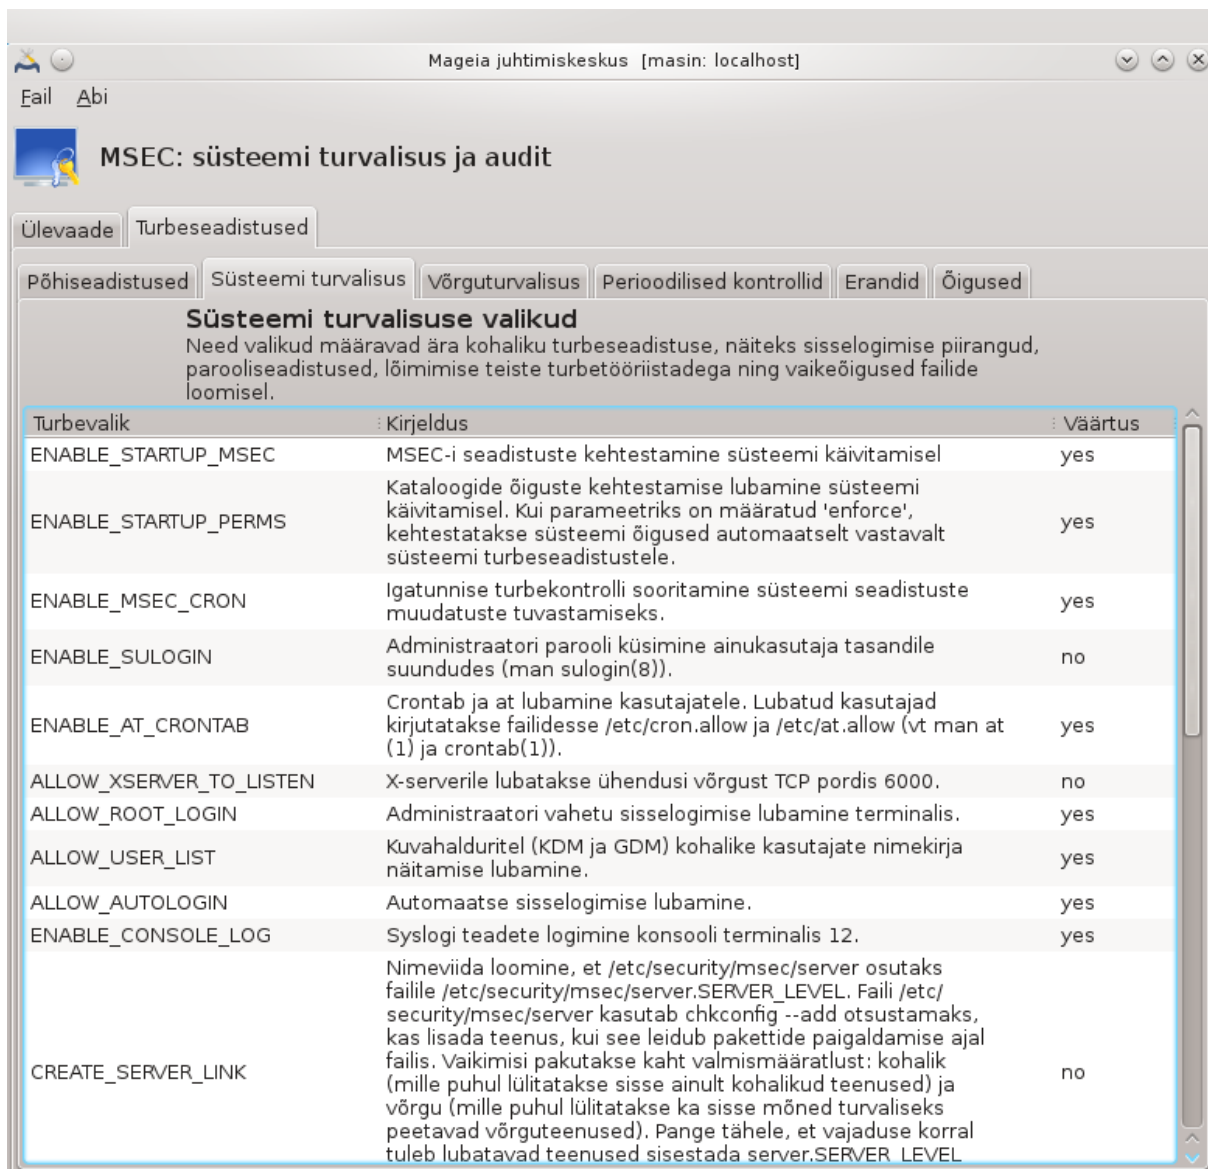 Mageia juhtimiskeskus [masin: localhost]
Fail Abi
MSEC: süsteemi turvalisus ja audit
Ülevaade Turbeseadistused
Põhiseadistused Süsteemi turvalisus Võrguturvalisus Perioodilised kontrollid Erandid Õigused
Süsteemi turvalisuse valikud
Need valikud määravad ära kohaliku turbeseadistuse, näiteks sisselogimise piirangud,
parooliseadistused, lõimimise teiste turbetööriistadega ning vaikeõigused failide
loomisel.
Turbevalik Kirjeldus Väärtus
ENABLE_STARTUP_MSEC MSEC-i seadistuste kehtestamine süsteemi käivitamisel yes
Kataloogide õiguste kehtestamise lubamine süsteemi
käivitamisel. Kui parameetriks on määratud 'enforce',
ENABLE_STARTUP_PERMS yes
kehtestatakse süsteemi õigused automaatselt vastavalt
süsteemi turbeseadistustele.
Igatunnise turbekontrolli sooritamine süsteemi seadistuste
ENABLE_MSEC_CRON yes
muudatuste tuvastamiseks.
Administraatori parooli küsimine ainukasutaja tasandile
ENABLE_SULOGIN no
suundudes (man sulogin(8)).
Crontab ja at lubamine kasutajatele. Lubatud kasutajad
ENABLE_AT_CRONTAB kirjutatakse failidesse /etc/cron.allow ja /etc/at.allow (vt man at yes
(1) ja crontab(1)).
ALLOW_XSERVER_TO_LISTEN X-serverile lubatakse ühendusi võrgust TCP pordis 6000. no
ALLOW_ROOT_LOGIN Administraatori vahetu sisselogimise lubamine terminalis. yes
Kuvahalduritel (KDM ja GDM) kohalike kasutajate nimekirja
ALLOW_USER_LIST yes
näitamise lubamine.
ALLOW_AUTOLOGIN Automaatse sisselogimise lubamine. yes
ENABLE_CONSOLE_LOG Syslogi teadete logimine konsooli terminalis 12. yes
Nimeviida loomine, et /etc/security/msec/server osutaks
failile /etc/security/msec/server.SERVER_LEVEL. Faili /etc/
security/msec/server kasutab chkconfig --add otsustamaks,
kas lisada teenus, kui see leidub pakettide paigaldamise ajal
failis. Vaikimisi pakutakse kaht valmismääratlust: kohalik
CREATE_SERVER_LINK (mille puhul lülitatakse sisse ainult kohalikud teenused) ja no
võrgu (mille puhul lülitatakse ka sisse mõned turvaliseks
peetavad võrguteenused). Pange tähele, et vajaduse korral
tuleb lubatavad teenused sisestada server.SERVER_LEVEL